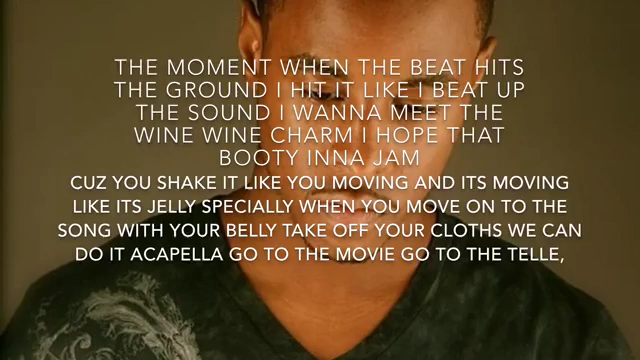 THE MOMENT WHEN THE BEAT HITS
THE GROUND I HIT IT LIKE I BEAT UP
THE SOUND I WANNA MEET THE
WINE WINE CHARM I HOPE THAT
BOOTY INNA JAM
CUZ YOU SHAKE IT LIKE YOU MOVING AND ITS MOVING
LIKE ITS JELLY SPECIALLY WHEN YOU MOVE ON TO THE
SONG WITH YOUR BELLY TAKE OFF YOUR CLOTHS WE CAN
DO IT ACAPELLA GO TO THE MOVIE GO TO THE TELLE,